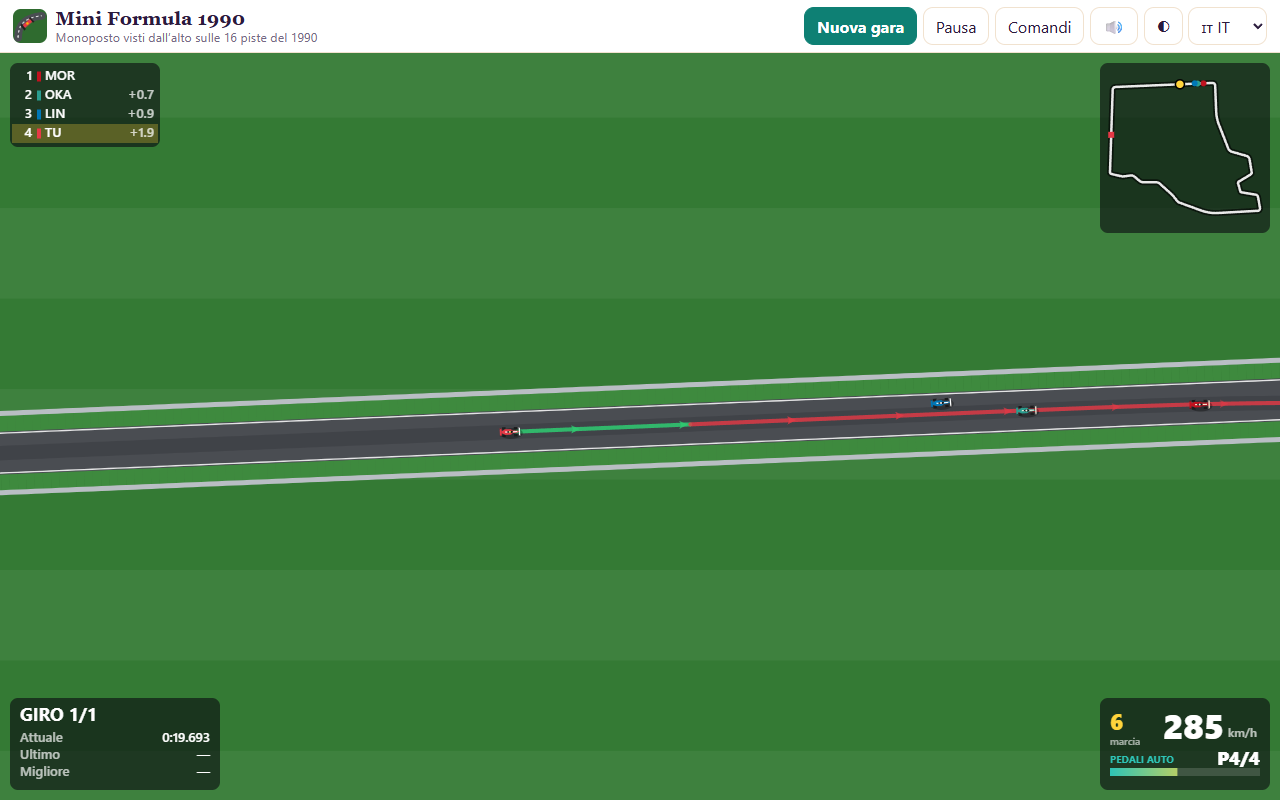 Mini Formula 1990
Monoposto visti dall'alto sulle 16 piste del 1990
Nuova gara
Pausa
Comandi
IT IT
1 MOR
2 OKA +0.7
3 LIN +0.9
4 TU +1.9
GIRO 1/1
Attuale 0:19.693
Ultimo —
Migliore —
6 285 km/h
marcia
PEDALI AUTO P4/4